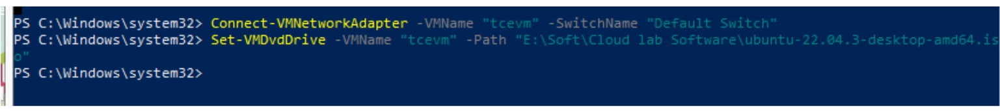 PS C:\Windows\system32> Connect-VMNetworkAdapter -VMName "tcevm" -SwitchName "Default Switch"
PS C:\Windows\system32> Set-VMDvdDrive -VMName "tcevm" -Path "E:\Soft\Cloud lab Software\ubuntu-22.04.3-desktop-amd64.is
o"
PS C:\Windows\system32>